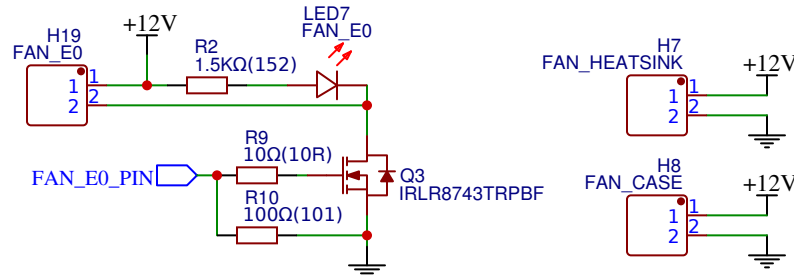 H19
FAN_E0
1
1
2
2
+12V
R2
1.5KΩ(152)
LED7
FAN_E0
FAN_E0_PIN
R9
10Ω(10R)
R10
100Ω(101)
Q3
IRLR8743TRPBF
H7
FAN_HEATSINK
1
1
2
2
+12V
H8
FAN_CASE
1
1
2
2
+12V